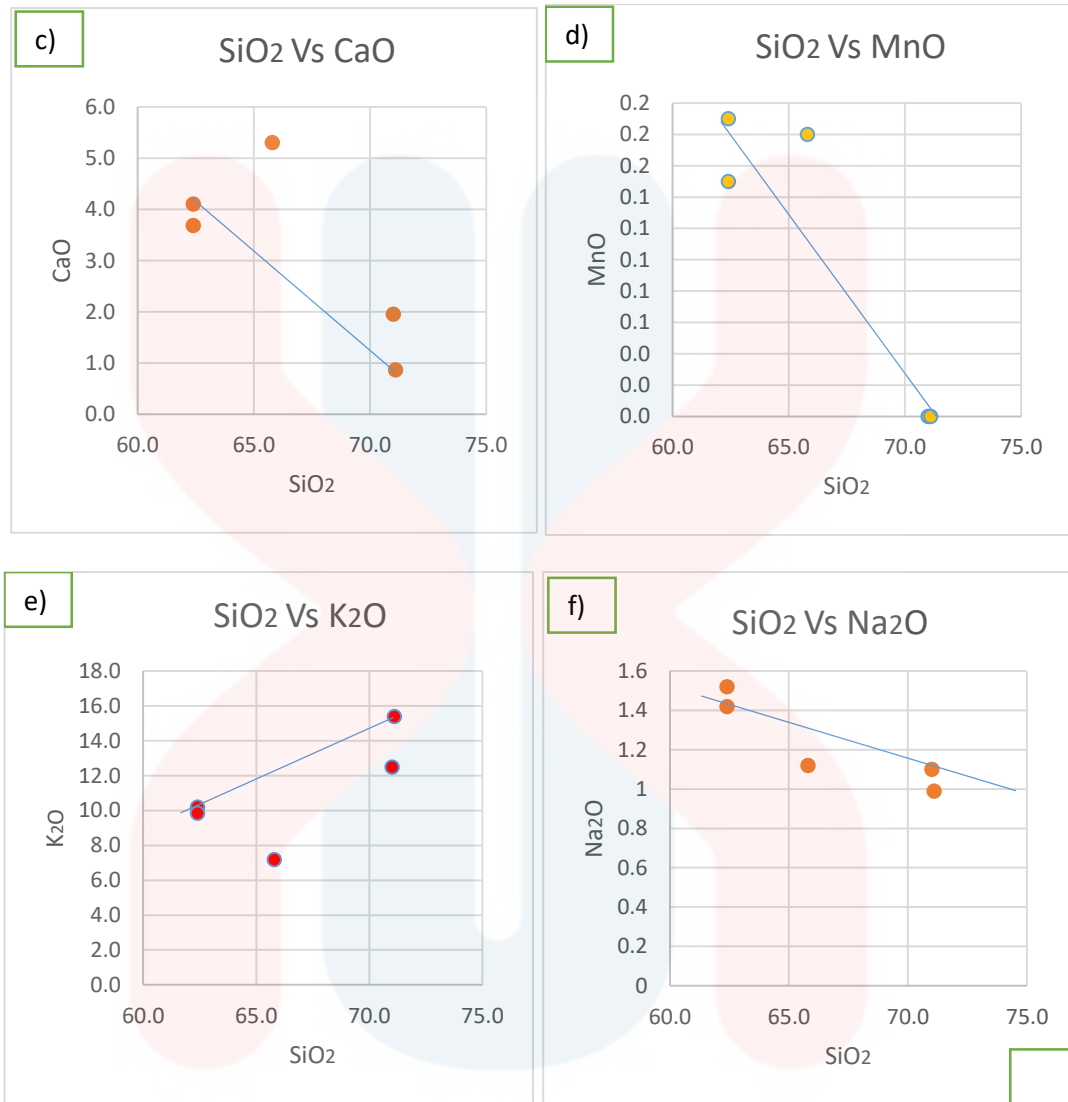 c)
SiO2 Vs CaO
6.0
5.0
4.0
3.0
2.0
1.0
0.0
CaO
60.0 65.0 70.0 75.0
SiO2
d)
SiO2 Vs MnO
0.2
0.2
0.2
0.1
0.1
0.1
0.1
0.1
0.0
0.0
0.0
MnO
60.0 65.0 70.0 75.0
SiO2
e)
SiO2 Vs K2O
18.0
16.0
14.0
12.0
10.0
8.0
6.0
4.0
2.0
0.0
K2O
60.0 65.0 70.0 75.0
SiO2
f)
SiO2 Vs Na2O
1.6
1.4
1.2
1
0.8
0.6
0.4
0.2
0
Na2O
60.0 65.0 70.0 75.0
SiO2